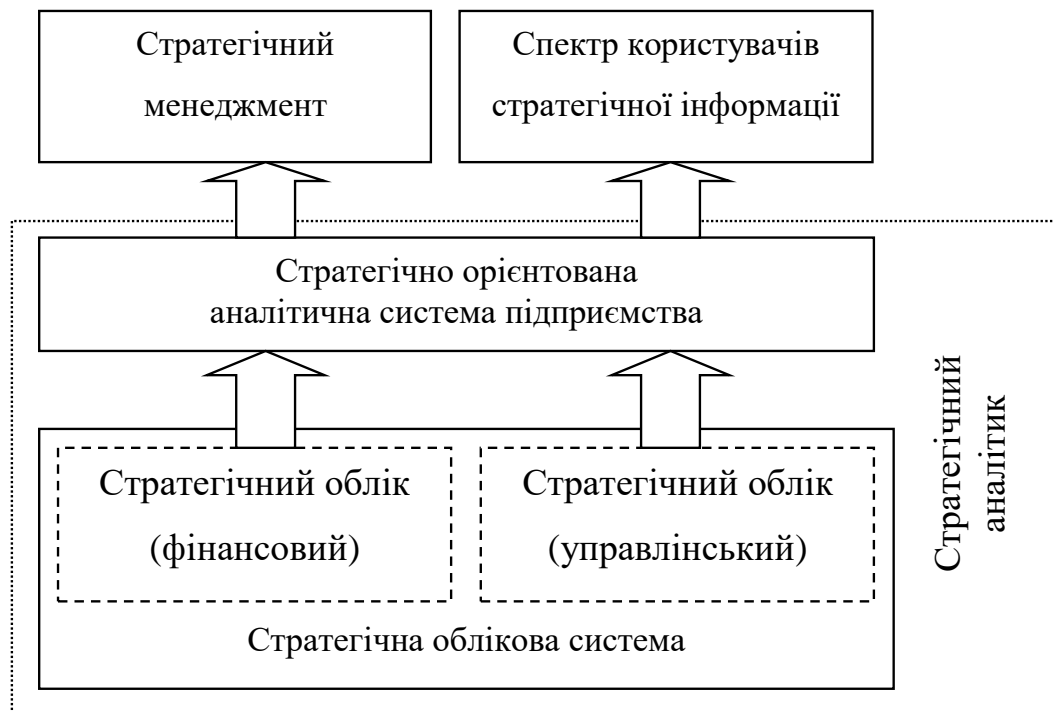 Стратегічний
менеджмент
Спектр користувачів
стратегічної інформації
Стратегічно орієнтована
аналітична система підприємства
Стратегічний облік
(фінансовий)
Стратегічний облік
(управлінський)
Стратегічна облікова система
Стратегічний
аналітик